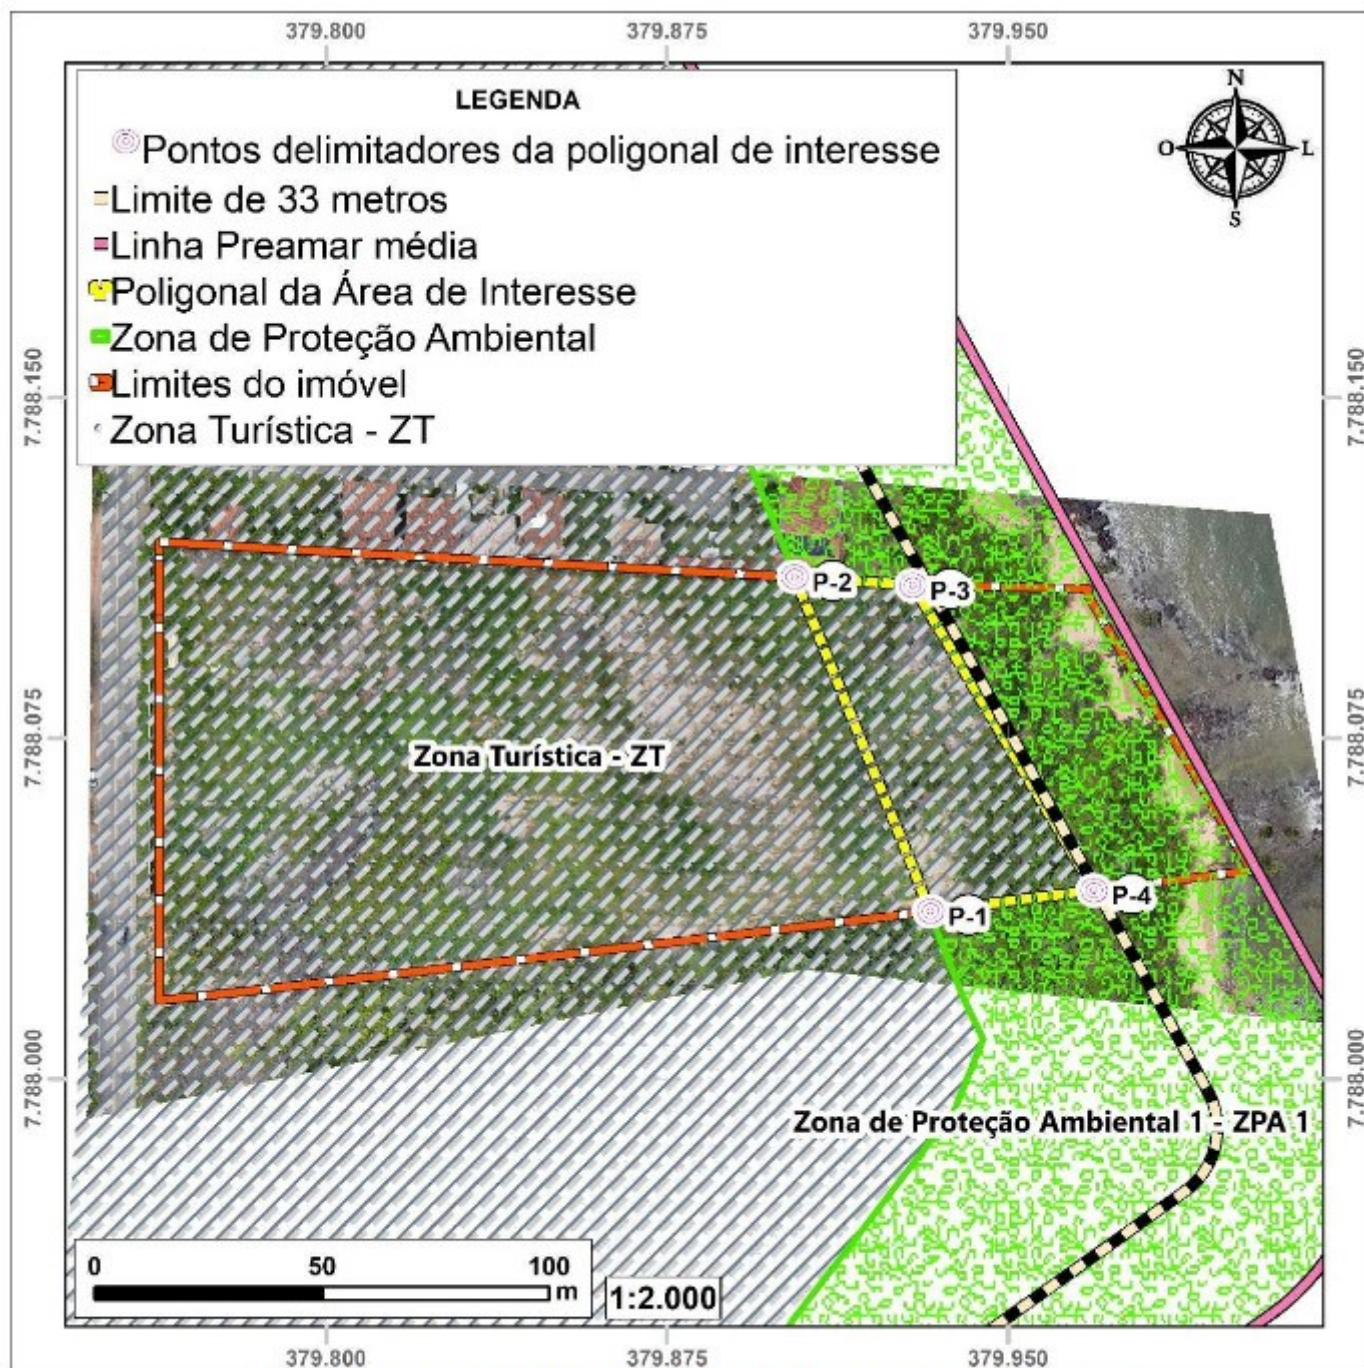 379.800 379.875 379.950
LEGENDA
Pontos delimitadores da poligonal de interesse
Limite de 33 metros
Linha Preamar média
Poligonal da Área de Interesse
Zona de Proteção Ambiental
Limites do imóvel
Zona Turística - ZT
N
O L
S
7.788.150 7.788.150
P-2 P-3
7.788.075 7.788.075
Zona Turística - ZT
P-4
P-1
7.788.000 7.788.000
Zona de Proteção Ambiental 1 - ZPA 1
0 50 100
m
1:2.000
379.800 379.875 379.950